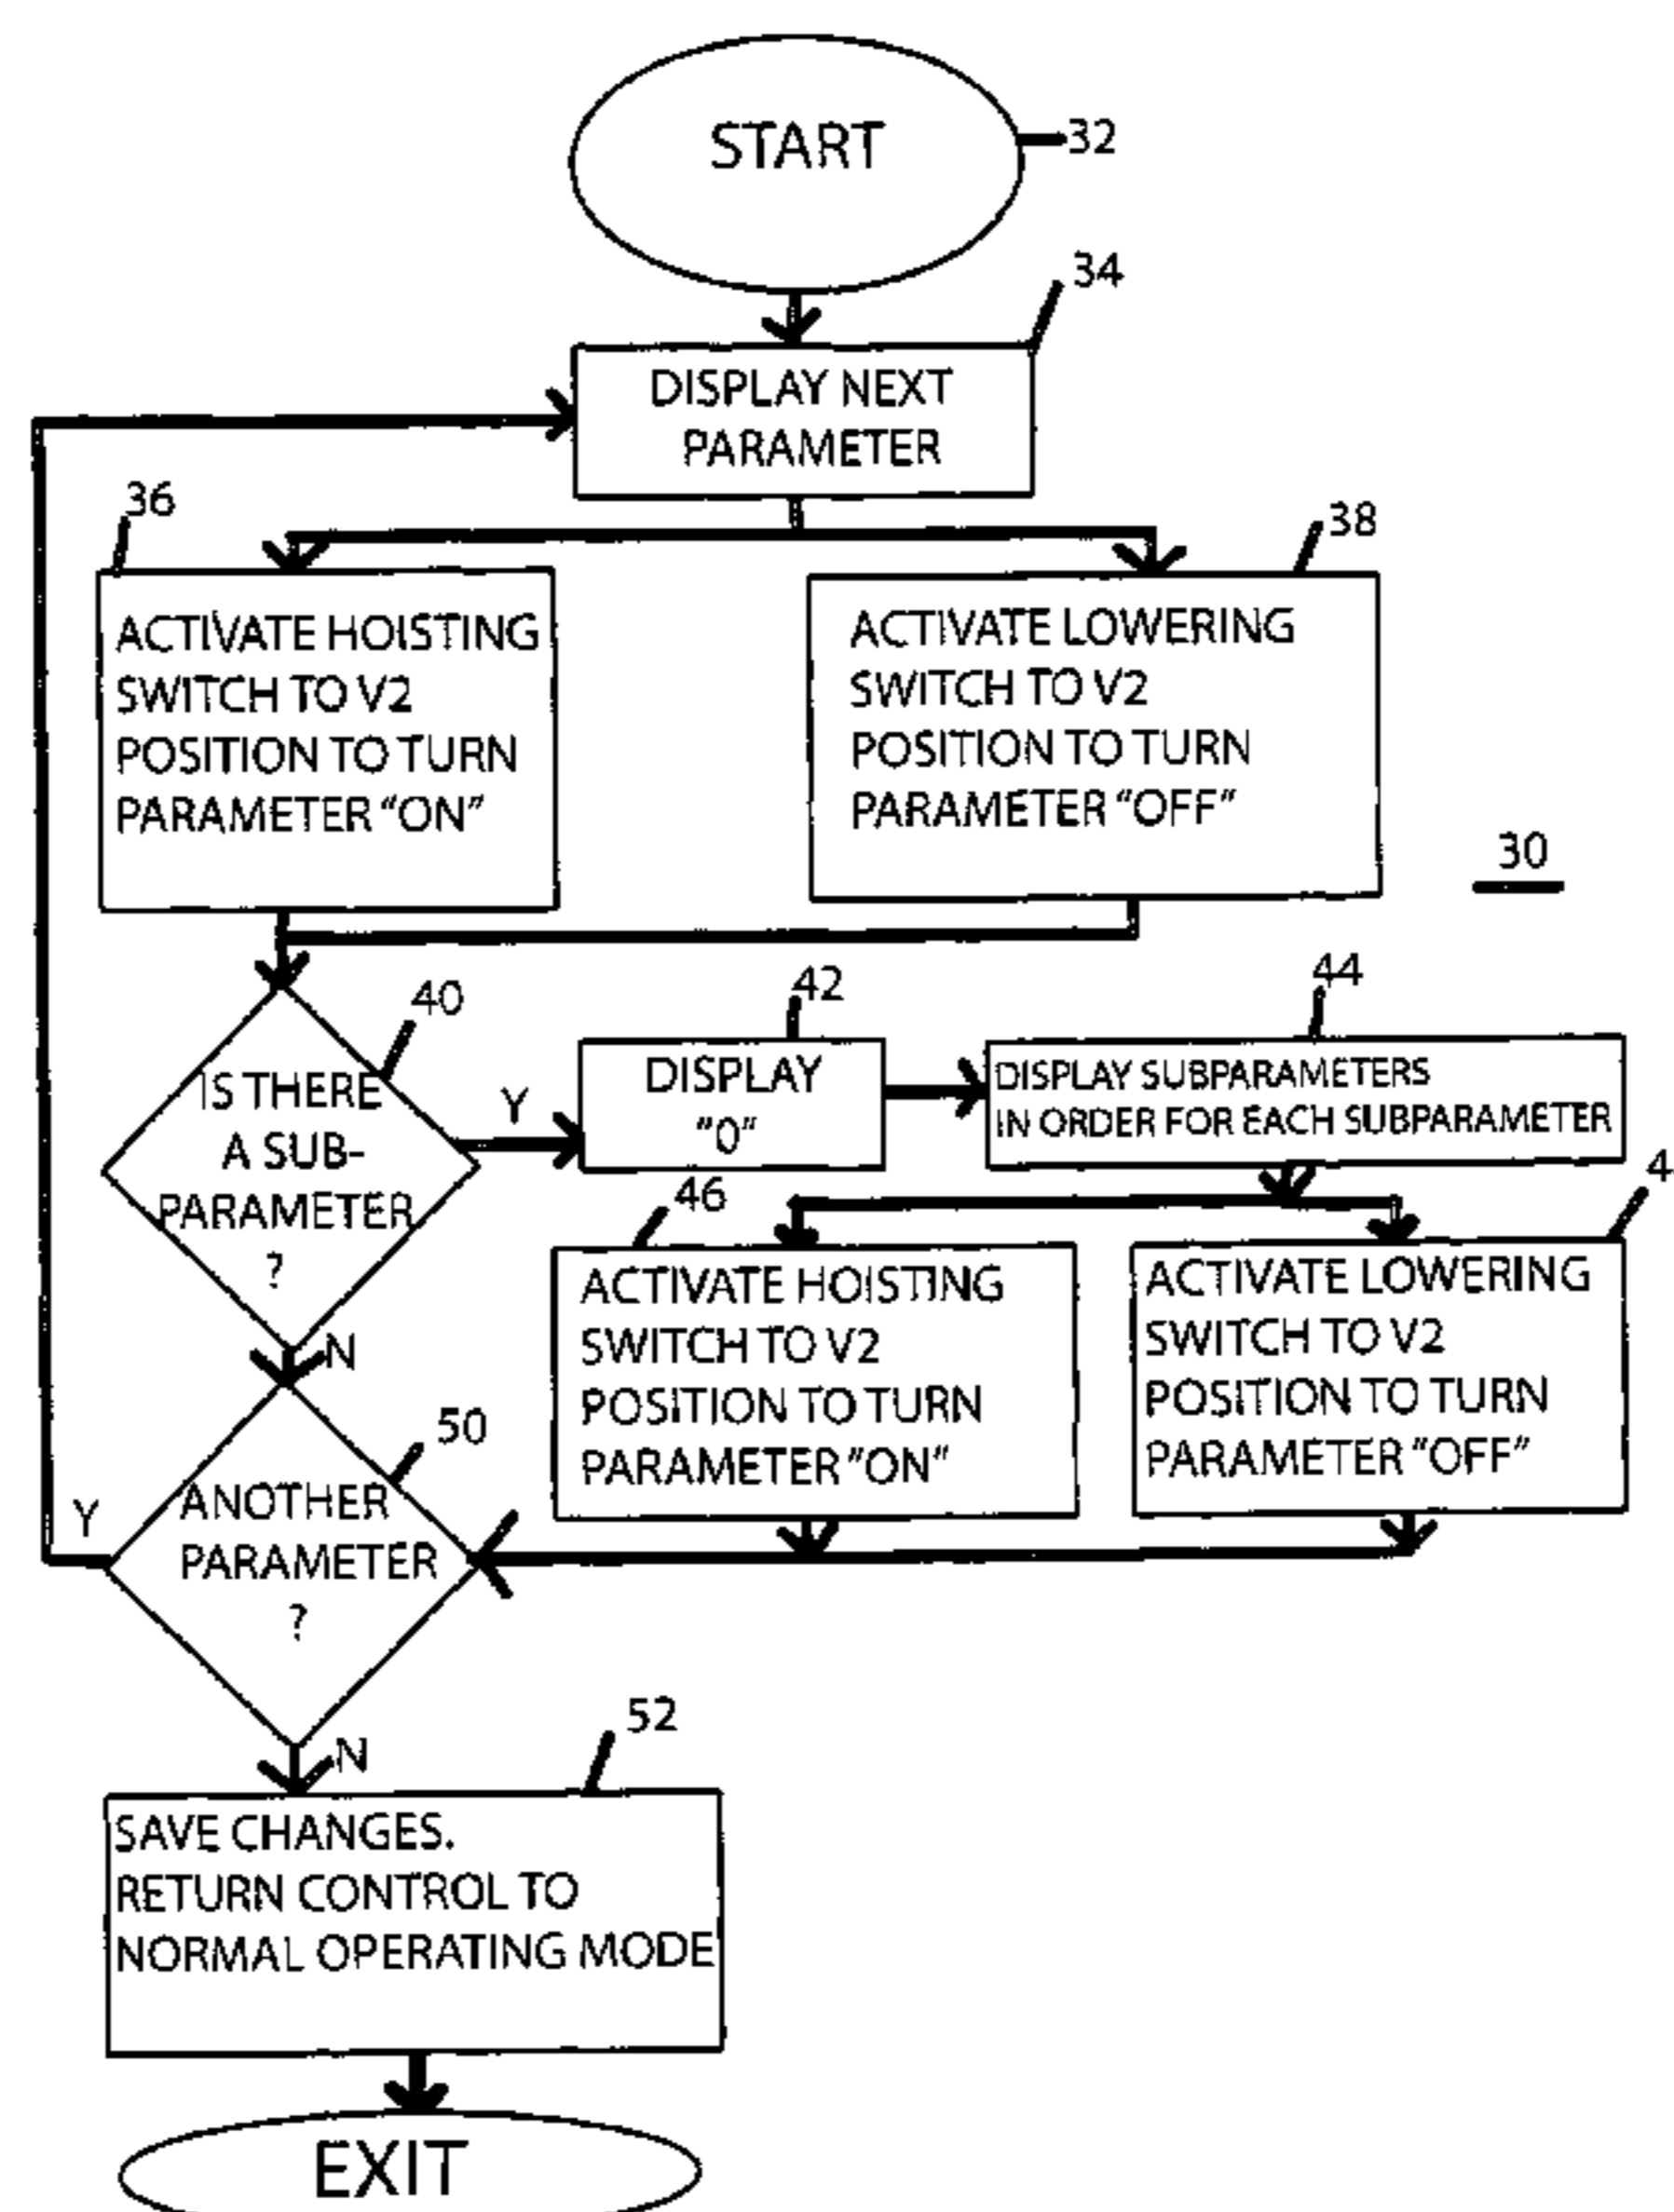 START
32
34
DISPLAY NEXT
PARAMETER
36
38
ACTIVATE HOISTING
SWITCH TO V2
POSITION TO TURN
PARAMETER "ON"
ACTIVATE LOWERING
SWITCH TO V2
POSITION TO TURN
PARAMETER "OFF"
30
40
IS THERE
A SUB-
PARAMETER
?
Y
42
DISPLAY
"0"
44
DISPLAY SUBPARAMETERS
IN ORDER FOR EACH SUBPARAMETER
46
ACTIVATE HOISTING
SWITCH TO V2
POSITION TO TURN
PARAMETER "ON"
4
ACTIVATE LOWERING
SWITCH TO V2
POSITION TO TURN
PARAMETER "OFF"
N
50
Y
ANOTHER
PARAMETER
?
N
52
SAVE CHANGES.
RETURN CONTROL TO
NORMAL OPERATING MODE
EXIT